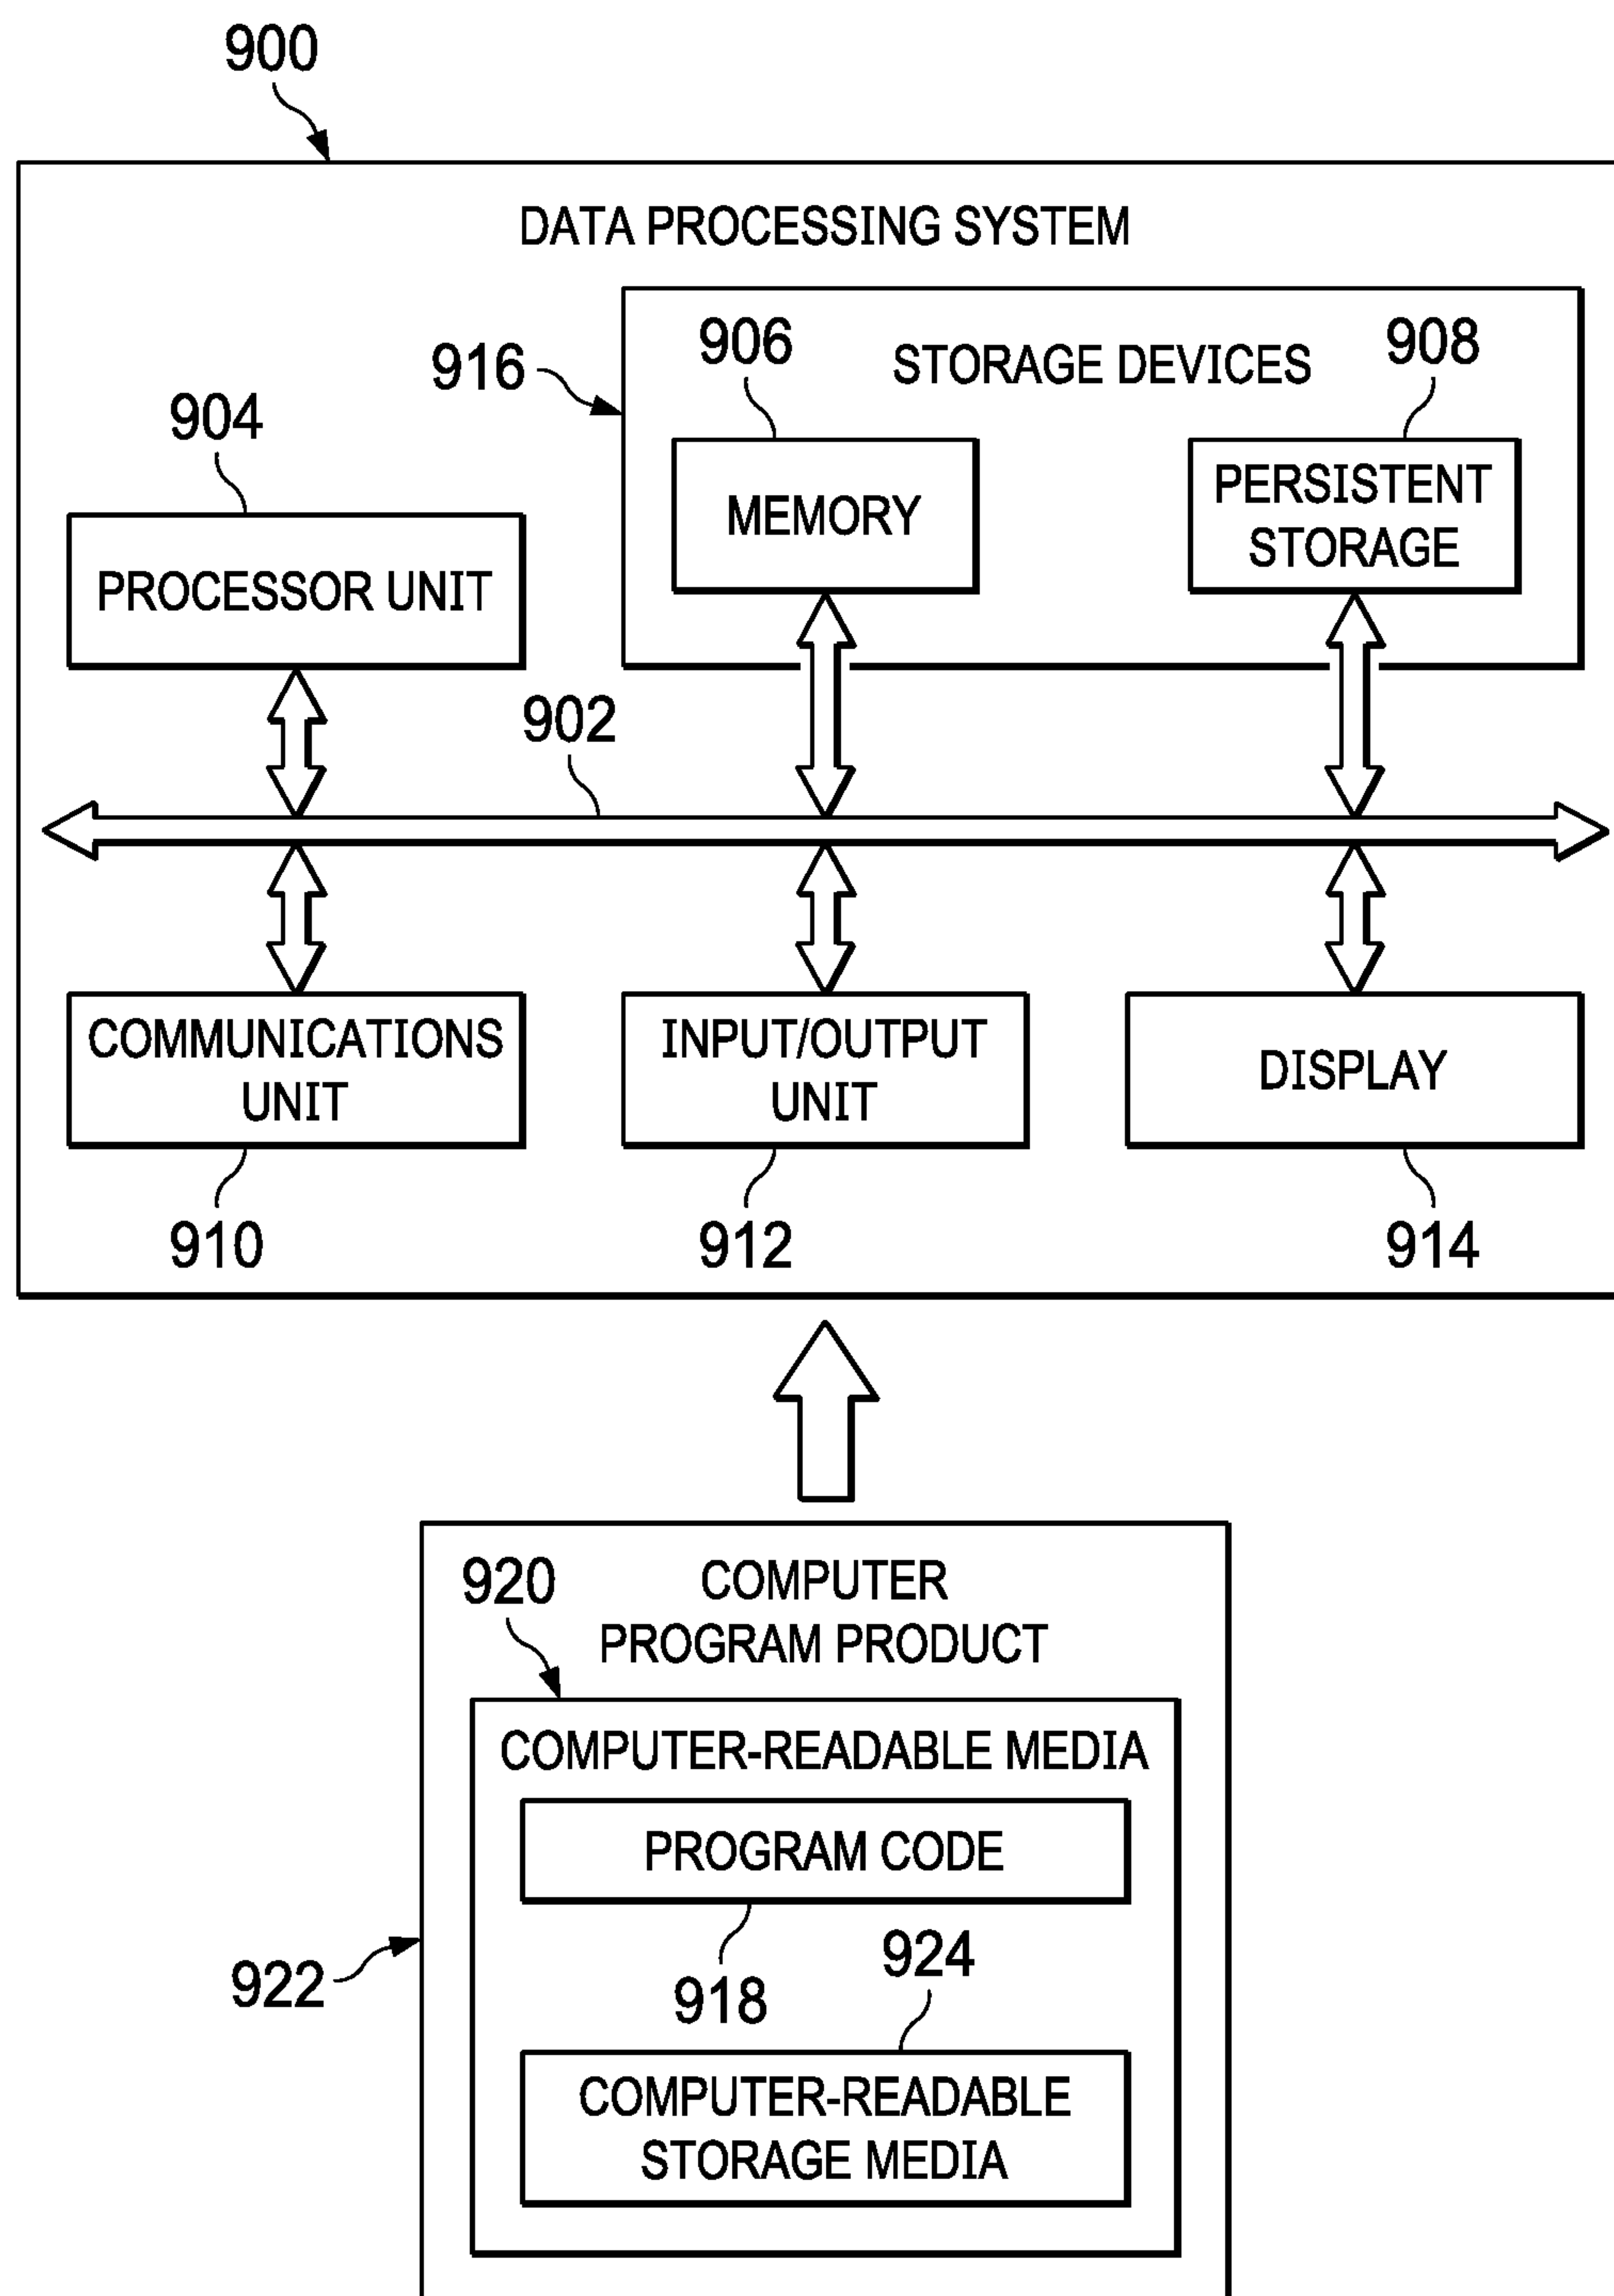 900
DATA PROCESSING SYSTEM
906
STORAGE DEVICES
908
916
904
MEMORY
PERSISTENT
STORAGE
PROCESSOR UNIT
902
COMMUNICATIONS
UNIT
INPUT/OUTPUT
UNIT
DISPLAY
910
912
914
COMPUTER
PROGRAM PRODUCT
920
COMPUTER-READABLE MEDIA
PROGRAM CODE
918
924
922
COMPUTER-READABLE
STORAGE MEDIA